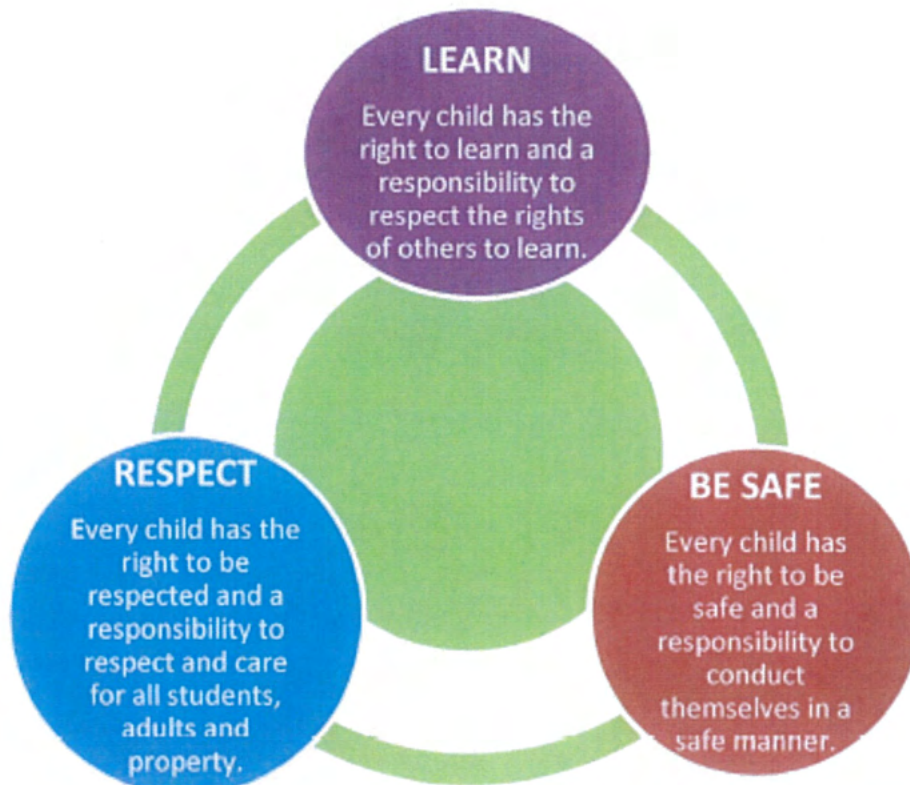 LEARN
Every child has the
right to learn and a
responsibility to
respect the rights
of others to learn.
RESPECT
Every child has the
right to be
respected and a
responsibility to
respect and care
for all students,
adults and
property.
BE SAFE
Every child has
the right to be
safe and a
responsibility to
conduct
themselves in a
safe manner.